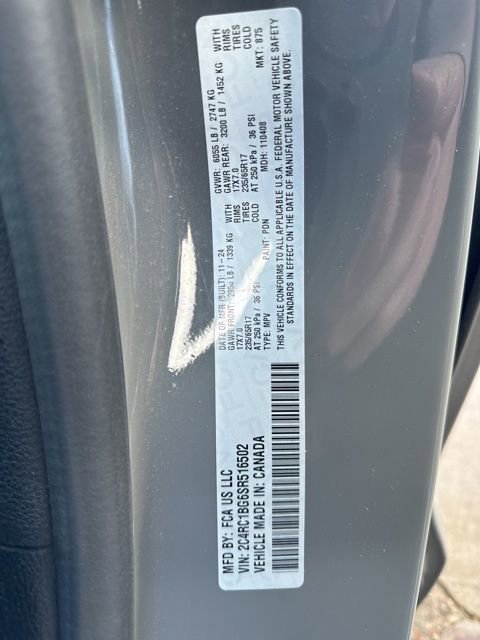 MFD BY: FCA US LLC
VIN: 2C4RC1BG6SR516502
VEHICLE MADE IN: CANADA
DATE OF MFR (BUILT): 11-24
GAWR FRONT: 2950 LB / 1339 KG WITH
17X7.0 RIMS
235/65R17 TIRES
AT 250 kPa / 36 PSI COLD
TYPE: MPV PAINT: PDN
GVWR: 6055 LB / 2747 KG
GAWR REAR: 3200 LB / 1452 KG WITH
17X7.0 RIMS
235/65R17 TIRES
AT 250 kPa / 36 PSI COLD
MDH: 110408 MKT: 875
THIS VEHICLE CONFORMS TO ALL APPLICABLE U.S.A. FEDERAL MOTOR VEHICLE SAFETY
STANDARDS IN EFFECT ON THE DATE OF MANUFACTURE SHOWN ABOVE.